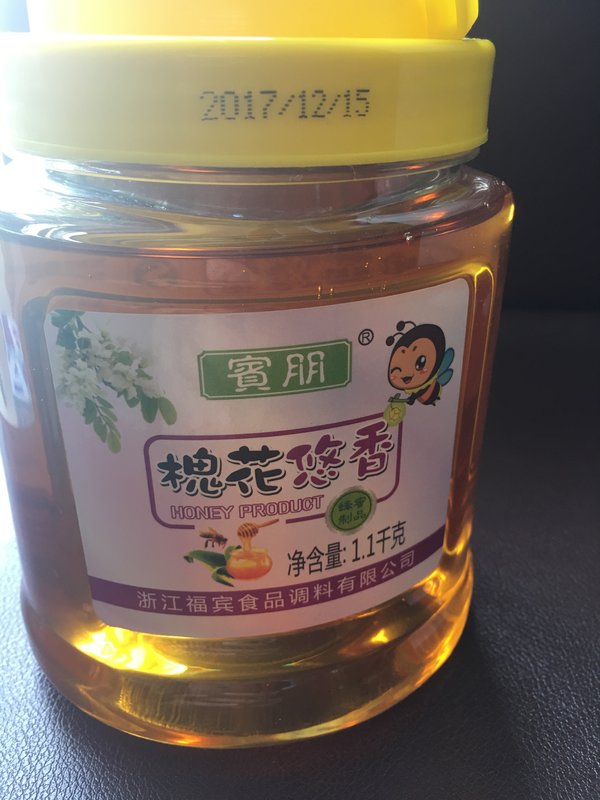 2017/12/15
賓朋®
槐花悠香
HONEY PRODUCT
蜂蜜
制品
净含量:1.1千克
浙江福宾食品调料有限公司